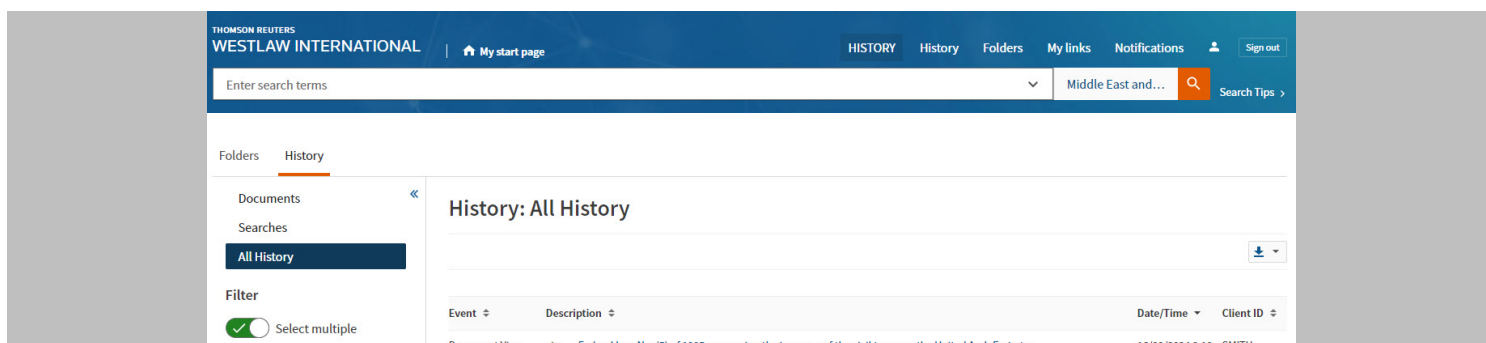 THOMSON REUTERS
WESTLAW INTERNATIONAL
My start page
HISTORY History Folders My links Notifications Sign out
Enter search terms Middle East and...
Search Tips
Folders History
Documents
Searches
All History
History: All History
Filter
Select multiple
Event Description Date/Time Client ID